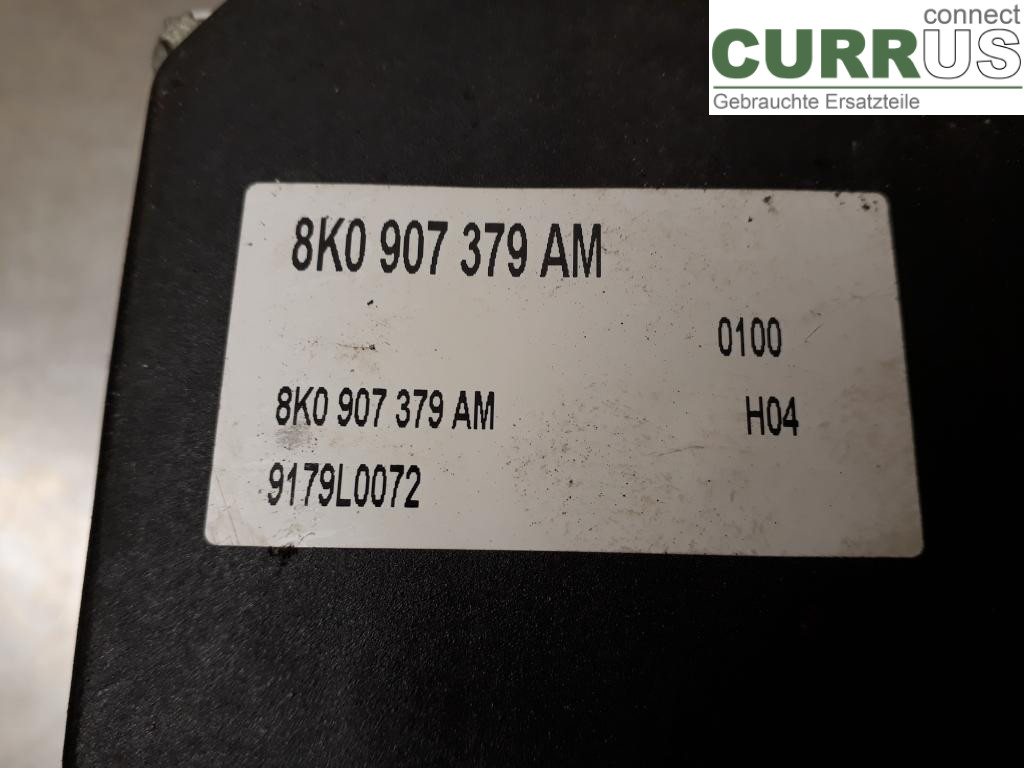 connect
CURRUS
Gebrauchte Ersatzteile
8K0 907 379 AM
0100
8K0 907 379 AM H04
9179L0072